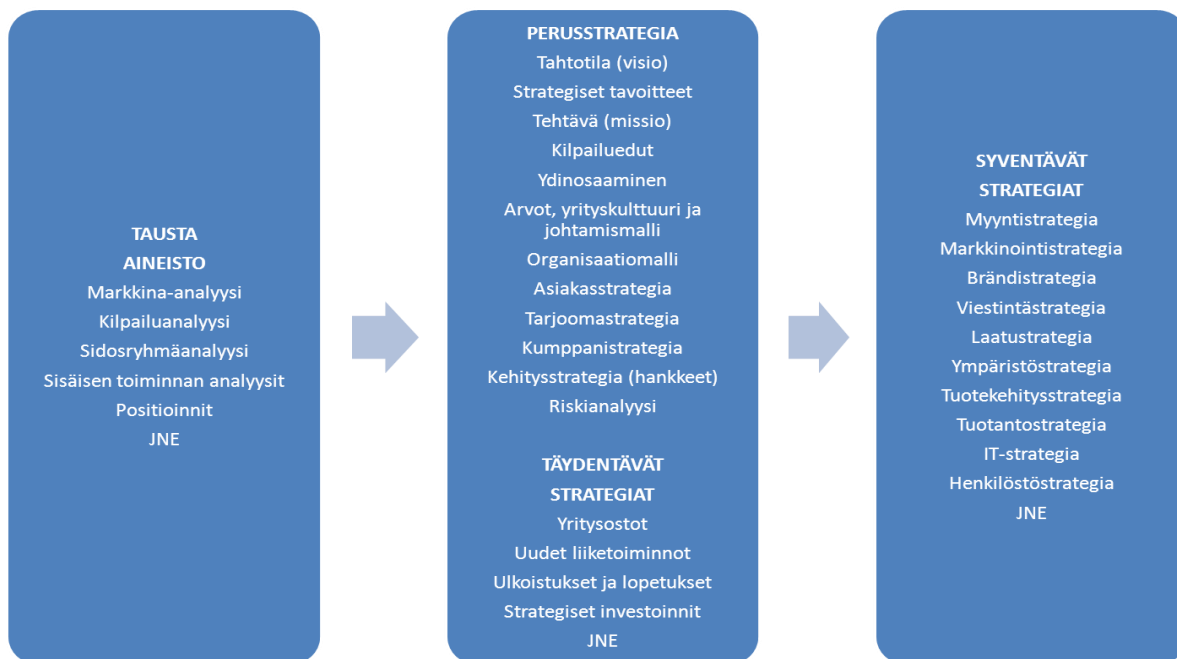 TAUSTA
AINEISTO
Markkina-analyysi
Kilpailuanalyysi
Sidosryhmäanalyysi
Sisäisen toiminnan analyysit
Positioinnit
JNE
PERUSSTRATEGIA
Tahtotila (visio)
Strategiset tavoitteet
Tehtävä (missio)
Kilpailuedut
Ydinosaaminen
Arvot, yrityskulttuuri ja
johtamismalli
Organisaatiomalli
Asiakasstrategia
Tarjoomastrategia
Kumppanistrategia
Kehitysstrategia (hankkeet)
Riskianalyysi
TÄYDENTÄVÄT
STRATEGIAT
Yritysostot
Uudet liiketoiminnot
Ulkoistukset ja lopetukset
Strategiset investoinnit
JNE
SYVENTÄVÄT
STRATEGIAT
Myyntistrategia
Markkinointistrategia
Brändistrategia
Viestintästrategia
Laatustrategia
Ympäristöstrategia
Tuotekehitysstrategia
Tuotantostrategia
IT-strategia
Henkilöstöstrategia
JNE